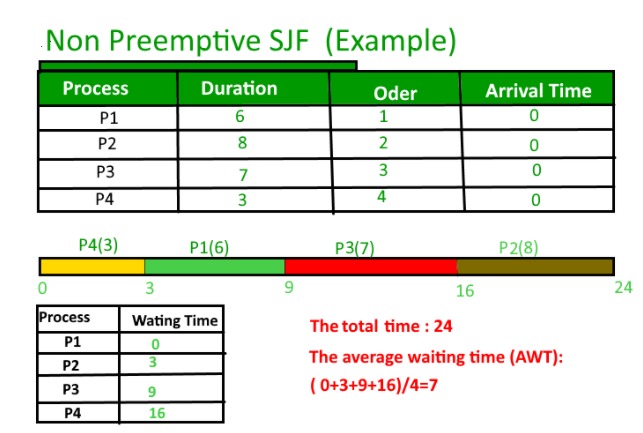 Non Preemptive SJF (Example)
Process Duration Oder Arrival Time
P1 6 1 0
P2 8 2 0
P3 7 3 0
P4 3 4 0
P4(3) P1(6) P3(7) P2(8)
0 3 9 16 24
Process Wating Time
P1 0
P2 3
P3 9
P4 16
The total time : 24
The average waiting time (AWT):
( 0+3+9+16)/4=7